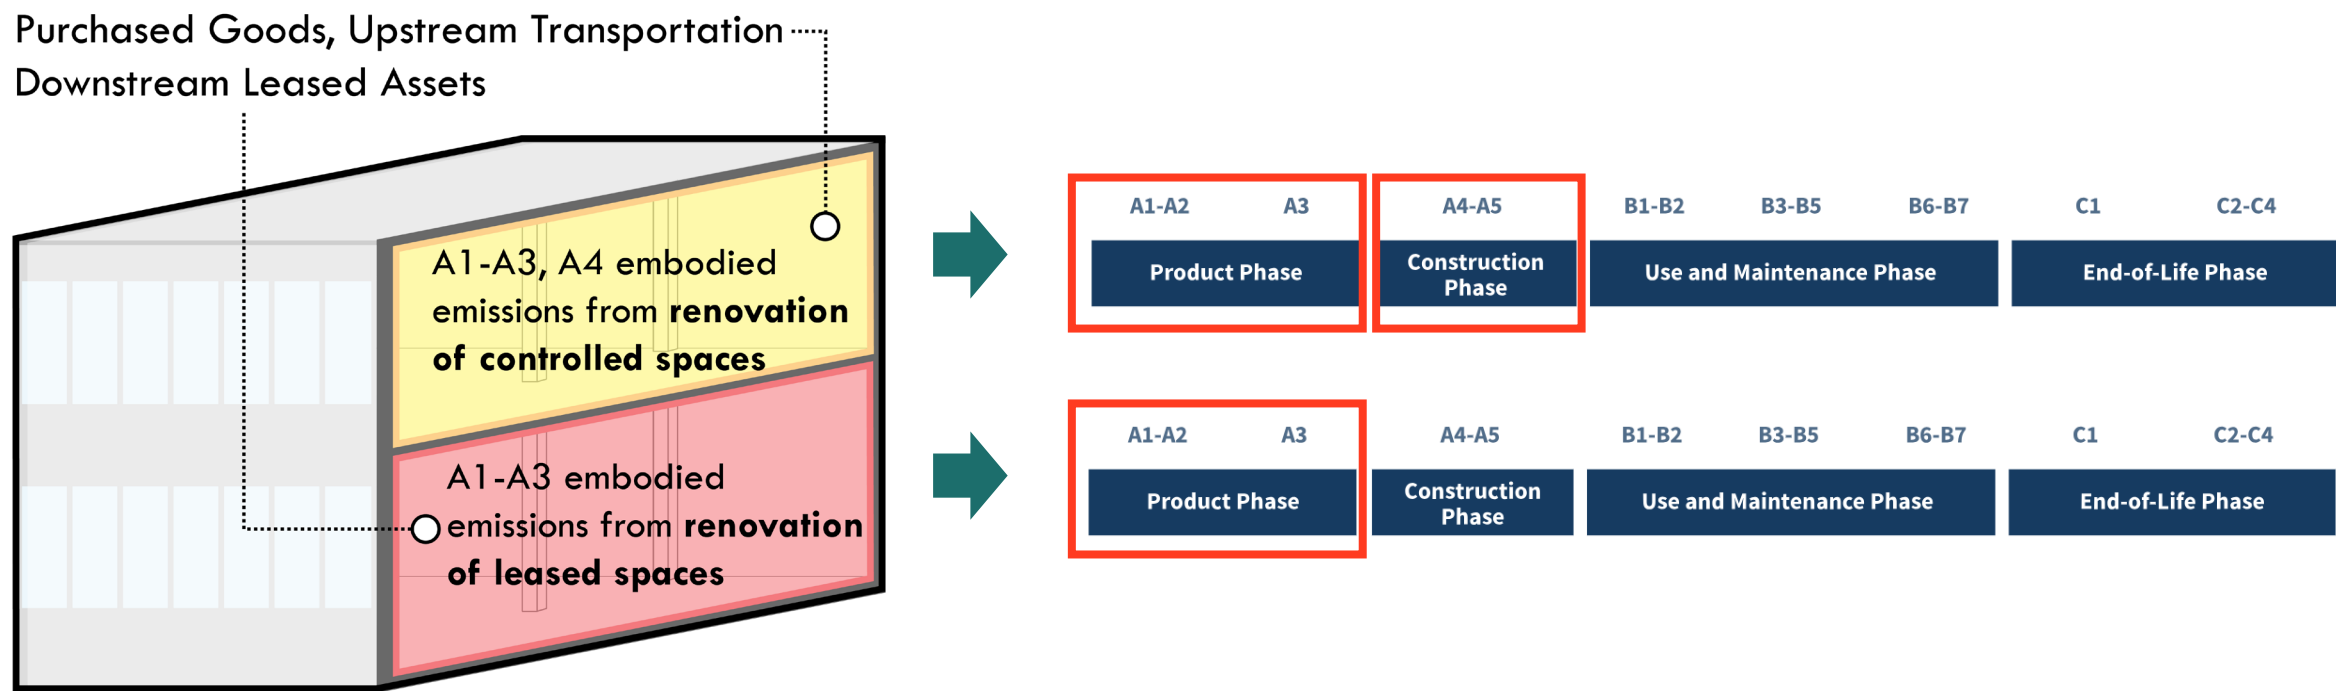 Purchased Goods, Upstream Transportation
Downstream Leased Assets
A1-A3, A4 embodied
emissions from renovation
of controlled spaces
A1-A3 embodied
emissions from renovation
of leased spaces
A1-A2 A3 A4-A5 B1-B2 B3-B5 B6-B7 C1 C2-C4
Product Phase
Construction
Phase
Use and Maintenance Phase
End-of-Life Phase
A1-A2 A3 A4-A5 B1-B2 B3-B5 B6-B7 C1 C2-C4
Product Phase
Construction
Phase
Use and Maintenance Phase
End-of-Life Phase